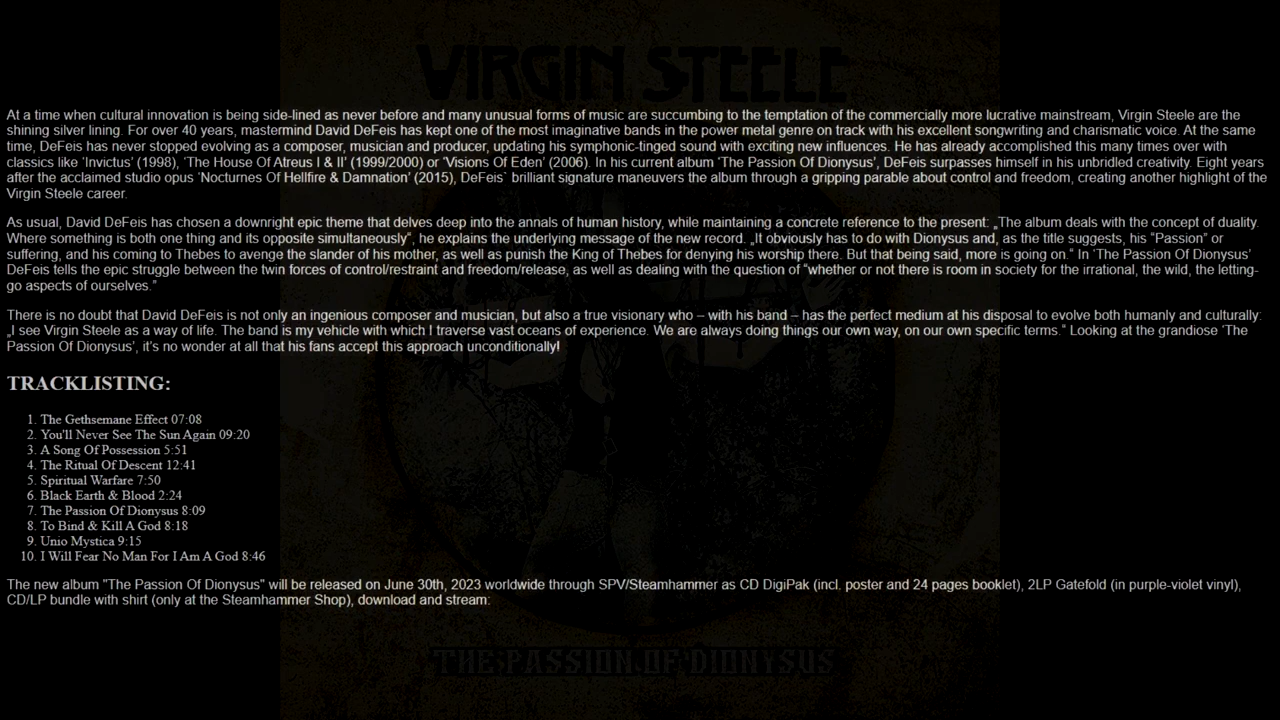 VIRGIN STEELE
At a time when cultural innovation is being side-lined as never before and many unusual forms of music are succumbing to the temptation of the commercially more lucrative mainstream, Virgin Steele are the
shining silver lining. For over 40 years, mastermind David DeFeis has kept one of the most imaginative bands in the power metal genre on track with his excellent songwriting and charismatic voice. At the same
time, DeFeis has never stopped evolving as a composer, musician and producer, updating his symphonic-tinged sound with exciting new influences. He has already accomplished this many times over with
classics like ‘Invictus’ (1998), ‘The House Of Atreus I & II’ (1999/2000) or ‘Visions Of Eden’ (2006). In his current album ‘The Passion Of Dionysus’, DeFeis surpasses himself in his unbridled creativity. Eight years
after the acclaimed studio opus ‘Nocturnes Of Hellfire & Damnation’ (2015), DeFeis` brilliant signature maneuvers the album through a gripping parable about control and freedom, creating another highlight of the
Virgin Steele career.
As usual, David DeFeis has chosen a downright epic theme that delves deep into the annals of human history, while maintaining a concrete reference to the present: „The album deals with the concept of duality.
Where something is both one thing and its opposite simultaneously“, he explains the underlying message of the new record. „It obviously has to do with Dionysus and, as the title suggests, his “Passion” or
suffering, and his coming to Thebes to avenge the slander of his mother, as well as punish the King of Thebes for denying his worship there. But that being said, more is going on.“ In ‘The Passion Of Dionysus’
DeFeis tells the epic struggle between the twin forces of control/restraint and freedom/release, as well as dealing with the question of “whether or not there is room in society for the irrational, the wild, the letting-
go aspects of ourselves.”
There is no doubt that David DeFeis is not only an ingenious composer and musician, but also a true visionary who – with his band – has the perfect medium at his disposal to evolve both humanly and culturally:
„I see Virgin Steele as a way of life. The band is my vehicle with which I traverse vast oceans of experience. We are always doing things our own way, on our own specific terms.“ Looking at the grandiose ‘The
Passion Of Dionysus’, it’s no wonder at all that his fans accept this approach unconditionally!
TRACKLISTING:
1. The Gethsemane Effect 07:08
2. You'll Never See The Sun Again 09:20
3. A Song Of Possession 5:51
4. The Ritual Of Descent 12:41
5. Spiritual Warfare 7:50
6. Black Earth & Blood 2:24
7. The Passion Of Dionysus 8:09
8. To Bind & Kill A God 8:18
9. Unio Mystica 9:15
10. I Will Fear No Man For I Am A God 8:46
The new album "The Passion Of Dionysus" will be released on June 30th, 2023 worldwide through SPV/Steamhammer as CD DigiPak (incl. poster and 24 pages booklet), 2LP Gatefold (in purple-violet vinyl),
CD/LP bundle with shirt (only at the Steamhammer Shop), download and stream:
THE PASSION OF DIONYSUS